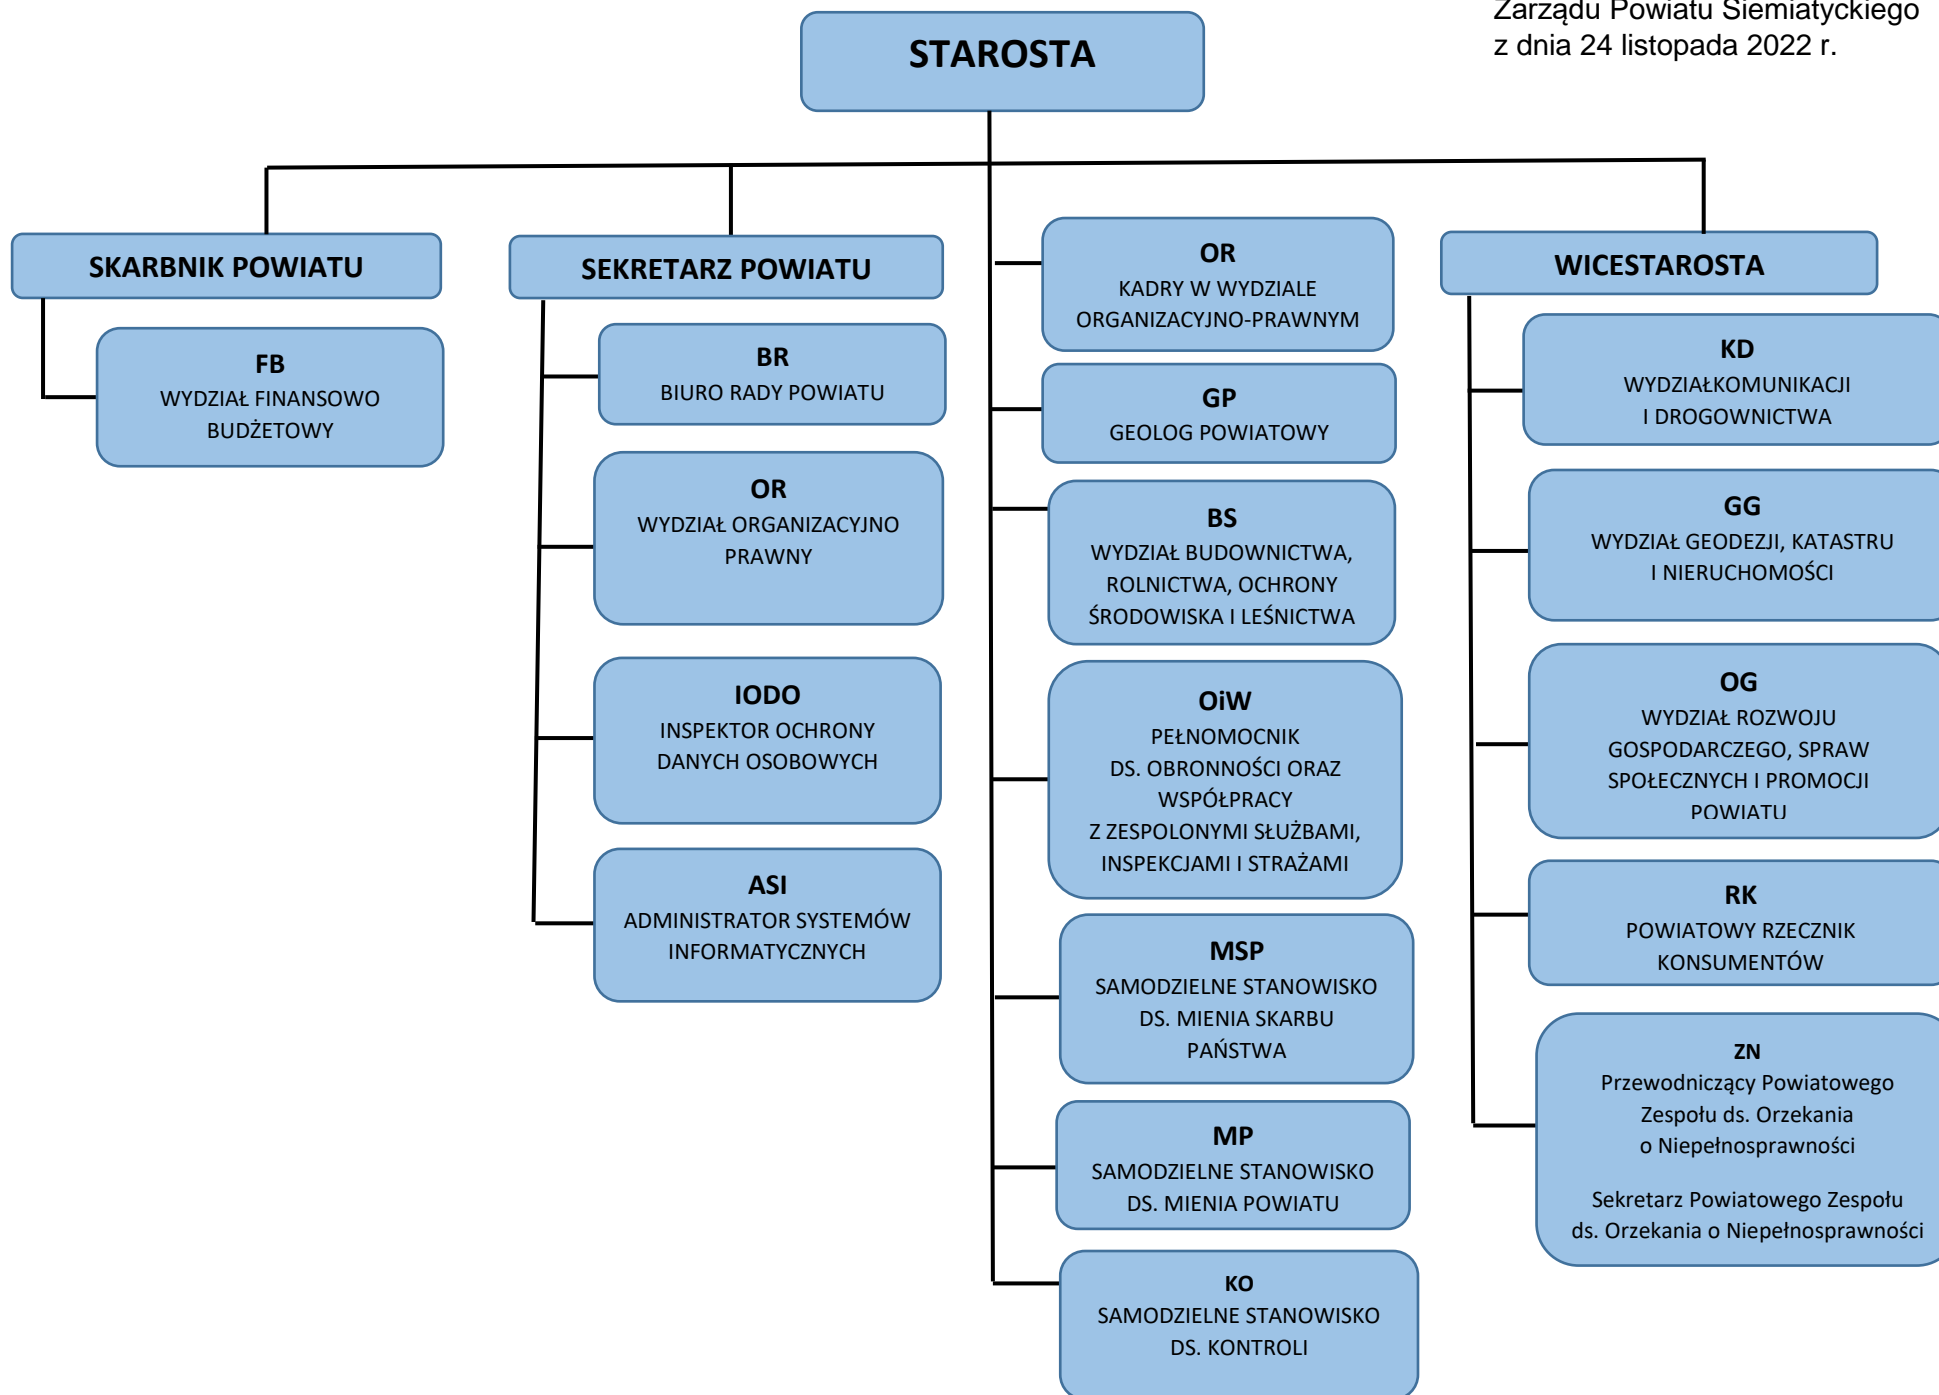 Zarządu Powiatu Siemiatyckiego
z dnia 24 listopada 2022 r.
STAROSTA
SKARBNIK POWIATU
FB
WYDZIAŁ FINANSOWO
BUDŻETOWY
SEKRETARZ POWIATU
BR
BIURO RADY POWIATU
OR
WYDZIAŁ ORGANIZACYJNO
PRAWNY
IODO
INSPEKTOR OCHRONY
DANYCH OSOBOWYCH
ASI
ADMINISTRATOR SYSTEMÓW
INFORMATYCZNYCH
OR
KADRY W WYDZIALE
ORGANIZACYJNO-PRAWNYM
GP
GEOLOG POWIATOWY
BS
WYDZIAŁ BUDOWNICTWA,
ROLNICTWA, OCHRONY
ŚRODOWISKA I LEŚNICTWA
OiW
PEŁNOMOCNIK
DS. OBRONNOŚCI ORAZ
WSPÓŁPRACY
Z ZESPOLONYMI SŁUŻBAMI,
INSPEKCJAMI I STRAŻAMI
MSP
SAMODZIELNE STANOWISKO
DS. MIENIA SKARBU
PAŃSTWA
MP
SAMODZIELNE STANOWISKO
DS. MIENIA POWIATU
KO
SAMODZIELNE STANOWISKO
DS. KONTROLI
WICESTAROSTA
KD
WYDZIAŁKOMUNIKACJI
I DROGOWNICTWA
GG
WYDZIAŁ GEODEZJI, KATASTRU
I NIERUCHOMOŚCI
OG
WYDZIAŁ ROZWOJU
GOSPODARCZEGO, SPRAW
SPOŁECZNYCH I PROMOCJI
POWIATU
RK
POWIATOWY RZECZNIK
KONSUMENTÓW
ZN
Przewodniczący Powiatowego
Zespołu ds. Orzekania
o Niepełnosprawności
Sekretarz Powiatowego Zespołu
ds. Orzekania o Niepełnosprawności